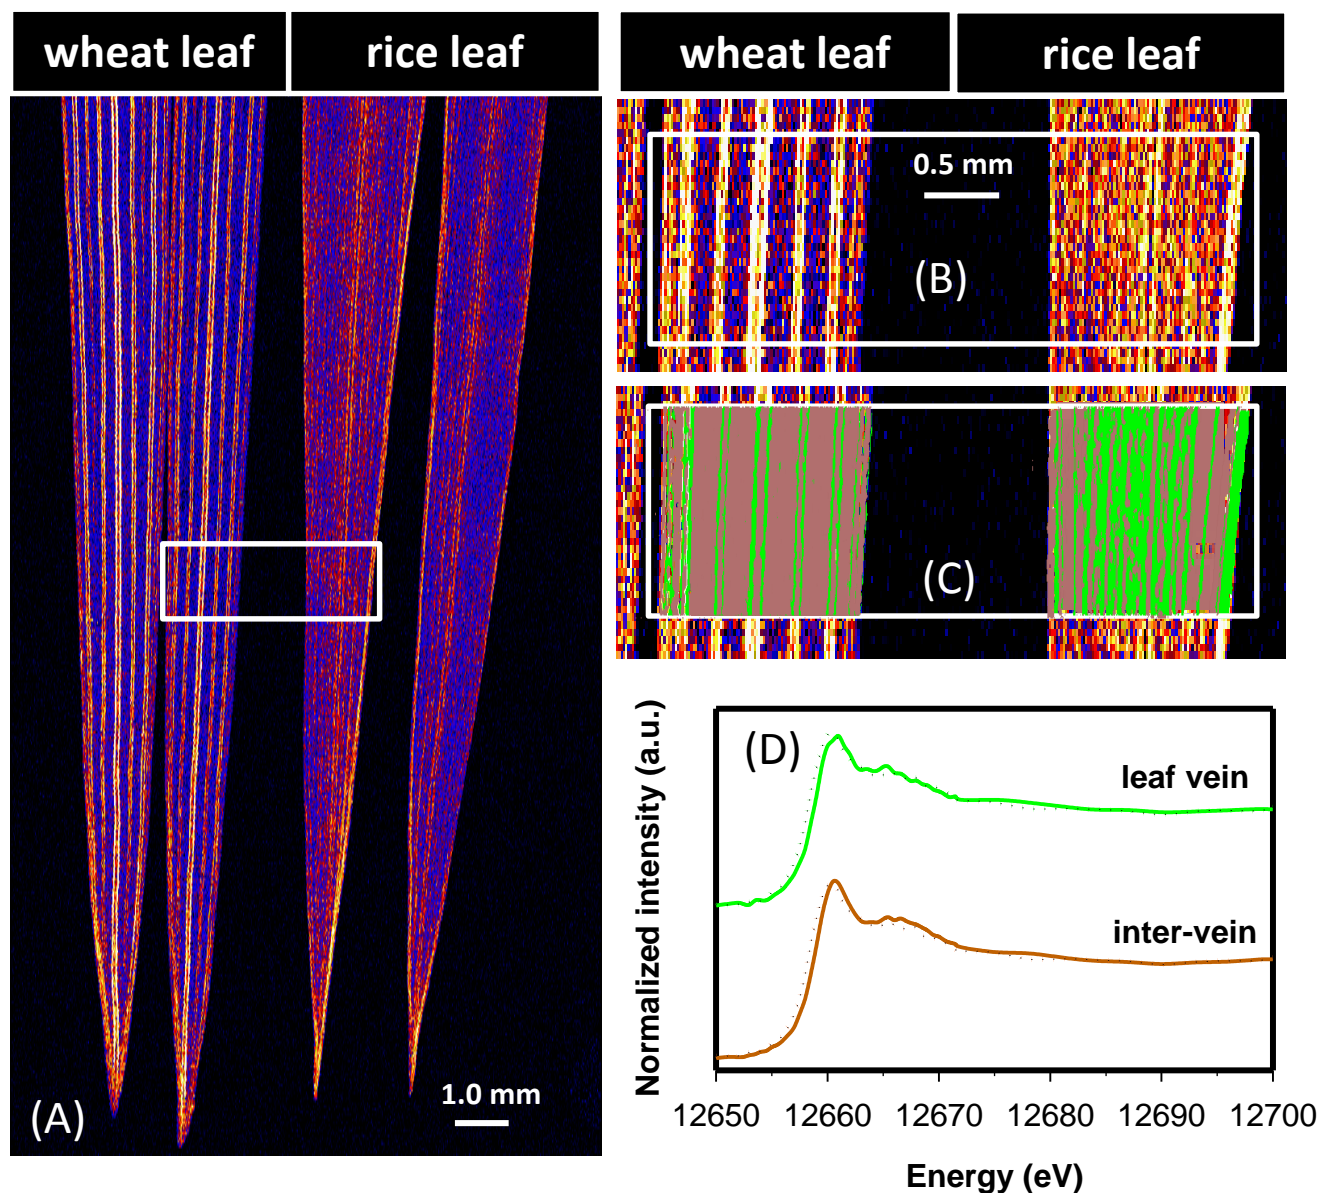 wheat leaf
rice leaf
wheat leaf
rice leaf
(A)
1.0 mm
0.5 mm
(B)
(C)
Normalized intensity (a.u.)
(D)
leaf vein
inter-vein
12650 12660 12670 12680 12690 12700
Energy (eV)